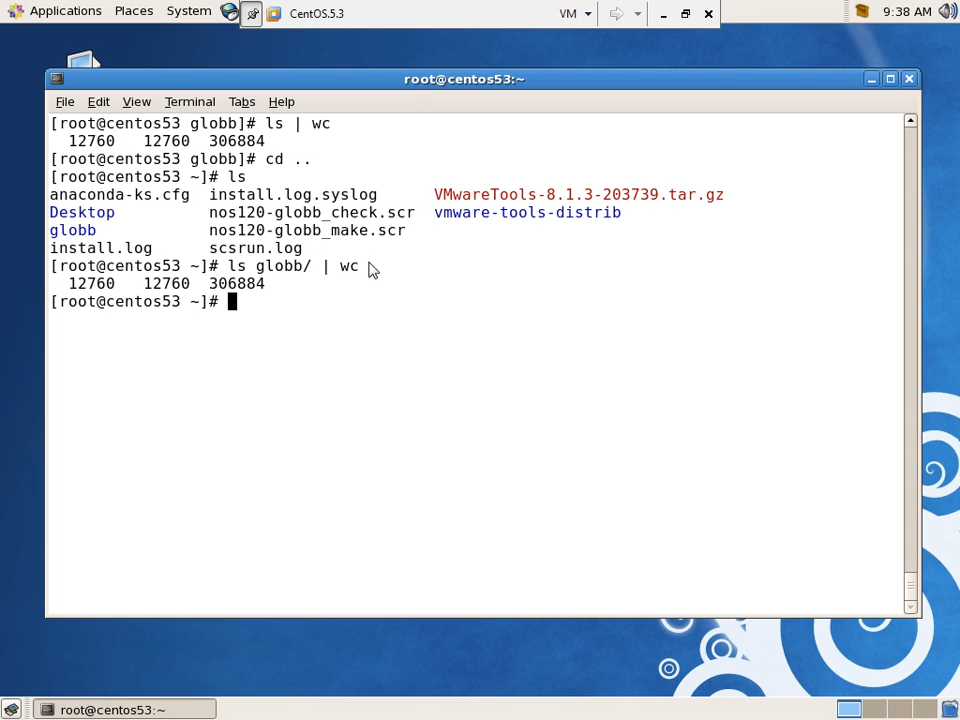 Applications Places System CentOS.5.3 VM 9:38 AM
root@centos53:~
File Edit View Terminal Tabs Help
[root@centos53 globb]# ls | wc
12760 12760 306884
[root@centos53 globb]# cd ..
[root@centos53 ~]# ls
anaconda-ks.cfg install.log.syslog VMwareTools-8.1.3-203739.tar.gz
Desktop nos120-globb_check.scr vmware-tools-distrib
globb nos120-globb_make.scr
install.log scsrun.log
[root@centos53 ~]# ls globb/ | wc
12760 12760 306884
[root@centos53 ~]#
root@centos53:~